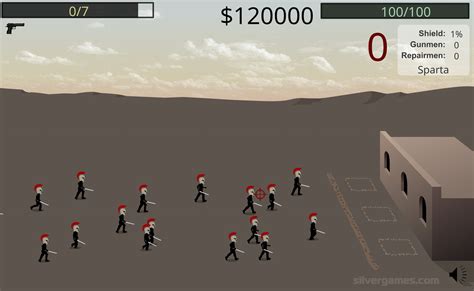 0/7
$120000
100/100
0
Shield: 1%
Gunmen: 0
Repairmen: 0
Sparta
silvergames.com